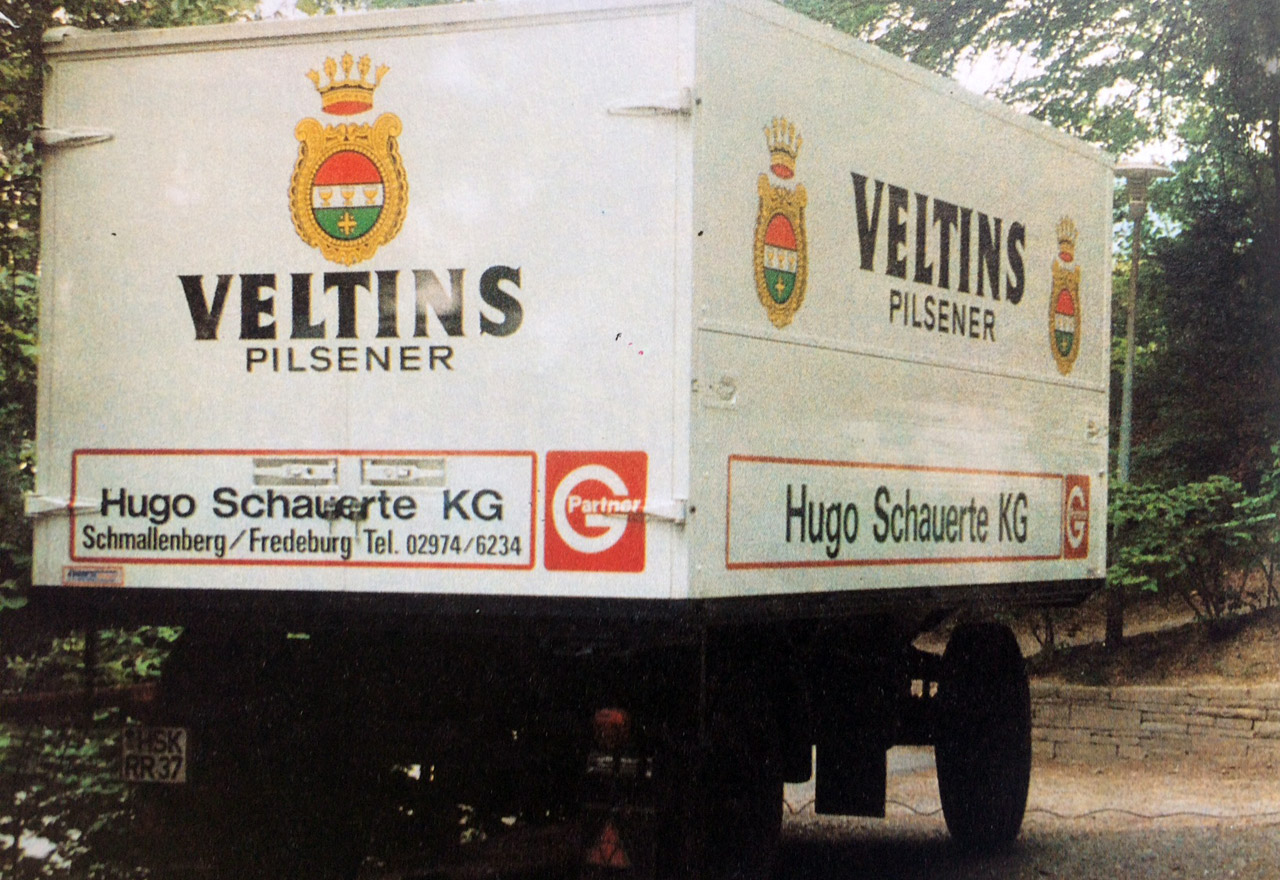 VELTINS
PILSENER
Hugo Schauerte KG
Schmallenberg/Fredeburg Tel. 02974/6234
G Partner
HSK
RR 37
VELTINS
PILSENER
Hugo Schauerte KG
G